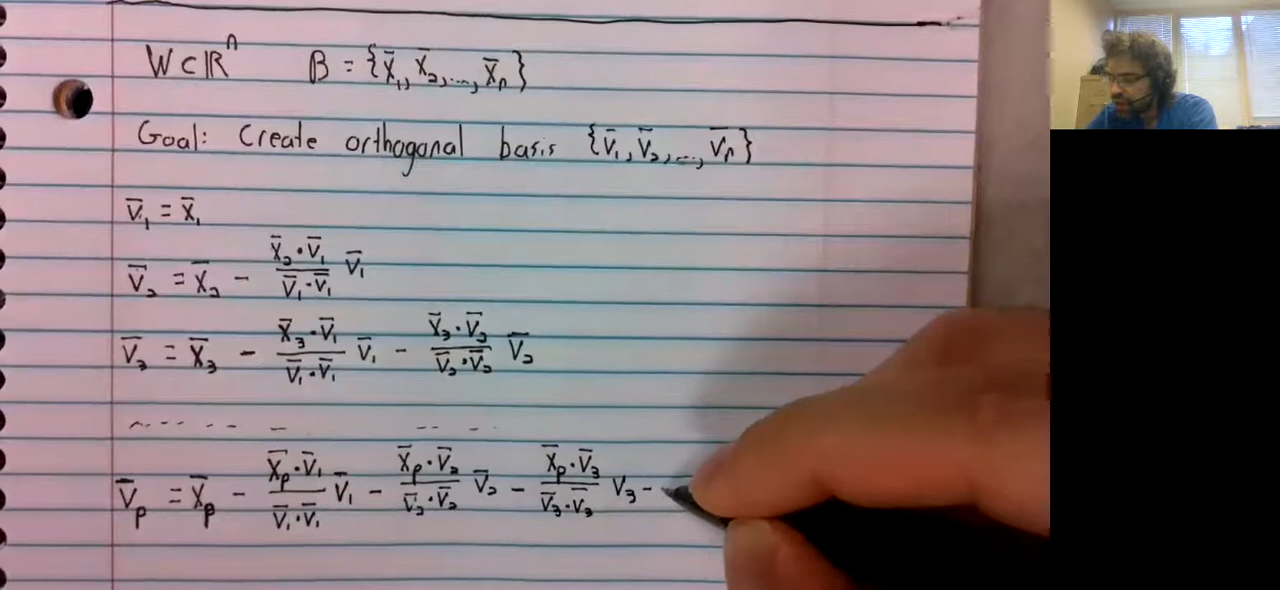 W⊂ℝⁿ β = {x̄₁, x̄₂, ..., x̄ₙ}
Goal: Create orthogonal basis {v̄₁, v̄₂, ..., v̄ₙ}
v̄₁ = x̄₁
v̄₂ = x̄₂ - (x̄₂·v̄₁)/(v̄₁·v̄₁) v̄₁
v̄₃ = x̄₃ - (x̄₃·v̄₁)/(v̄₁·v̄₁) v̄₁ - (x̄₃·v̄₂)/(v̄₂·v̄₂) v̄₂
v̄ₚ = x̄ₚ - (x̄ₚ·v̄₁)/(v̄₁·v̄₁) v̄₁ - (x̄ₚ·v̄₂)/(v̄₂·v̄₂) v̄₂ - (x̄ₚ·v̄₃)/(v̄₃·v̄₃) v₃ -